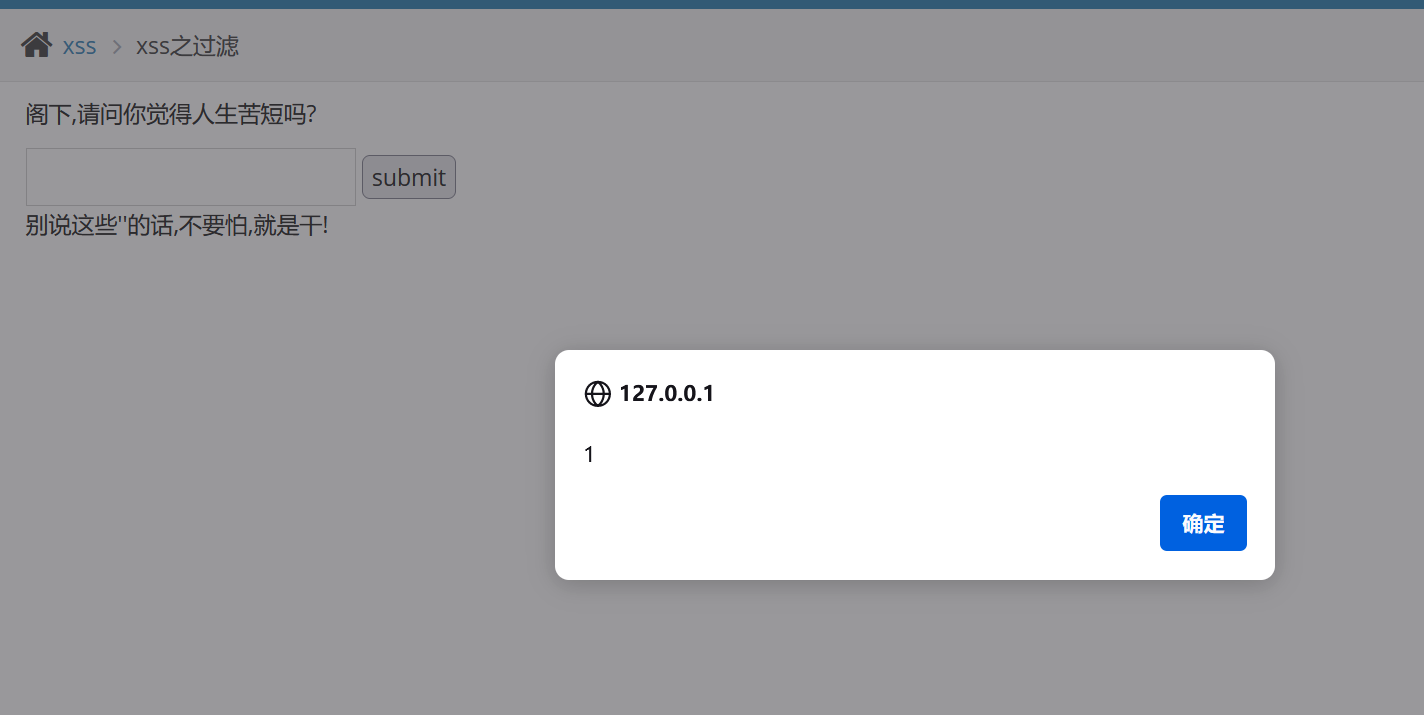 xss > xss之过滤
阁下,请问你觉得人生苦短吗?
submit
别说这些''的话,不要怕,就是干!
127.0.0.1
1
确定